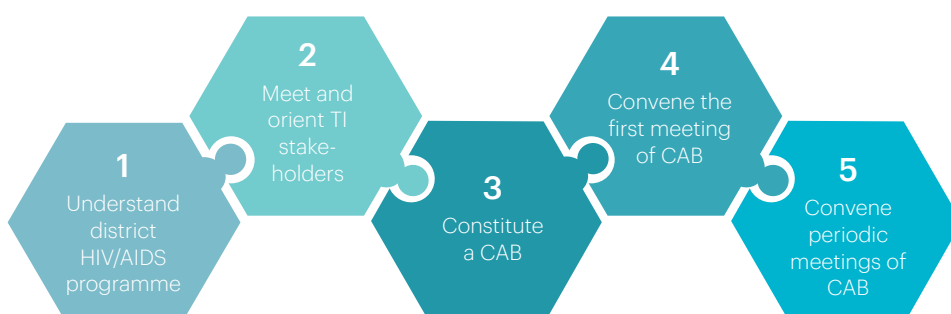 1
Understand
district
HIV/AIDS
programme
2
Meet and
orient TI
stake-
holders
3
Constitute
a CAB
4
Convene the
first meeting
of CAB
5
Convene
periodic
meetings of
CAB